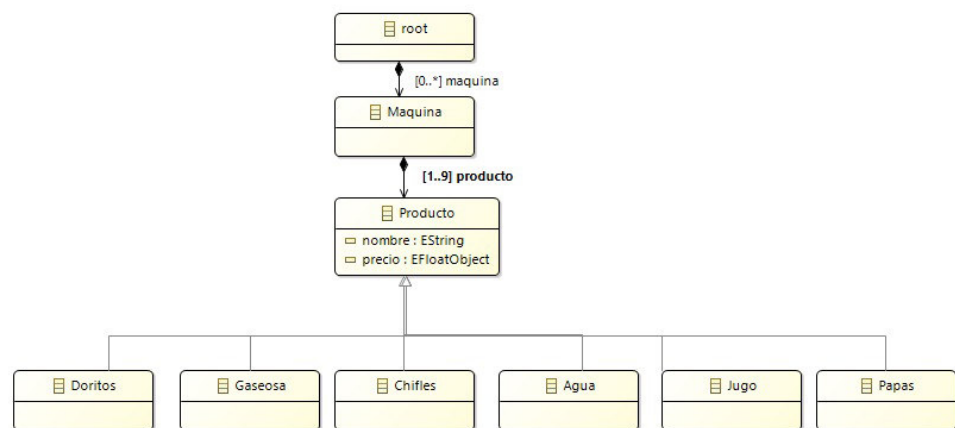 root
[0..*] maquina
Maquina
[1..9] producto
Producto
nombre : EString
precio : EFloatObject
Doritos
Gaseosa
Chifles
Agua
Jugo
Papas